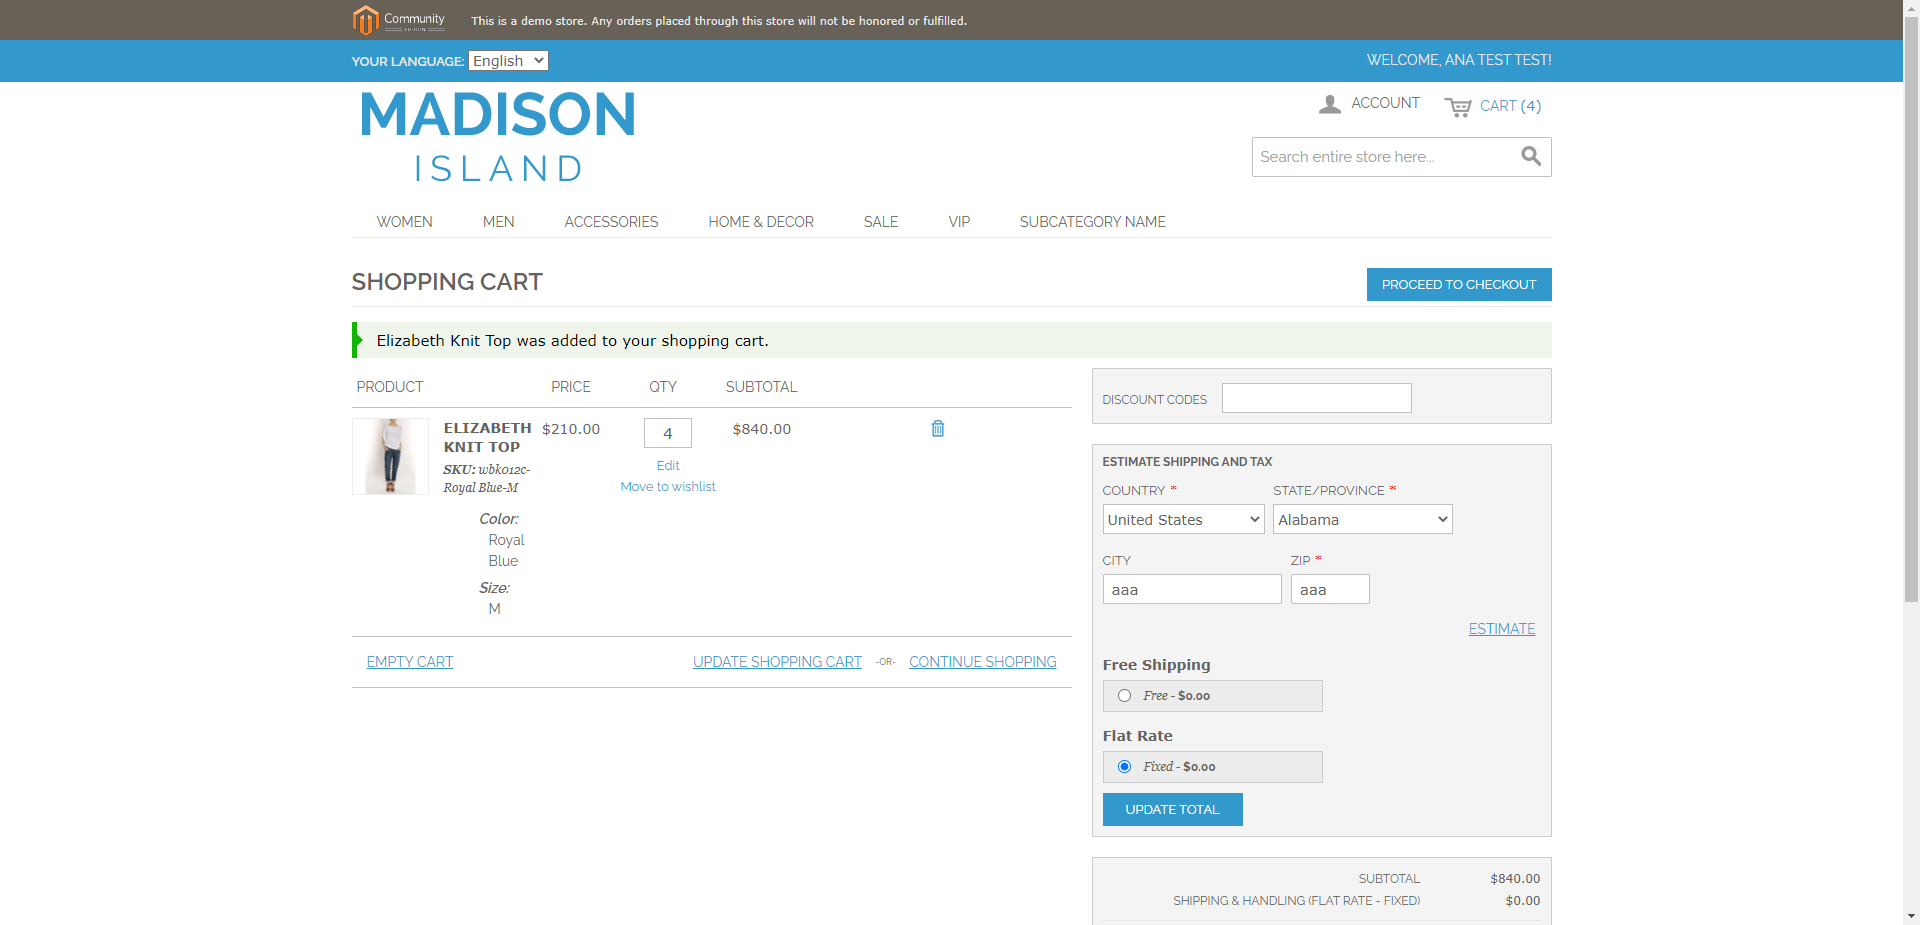 Community
This is a demo store. Any orders placed through this store will not be honored or fulfilled.
YOUR LANGUAGE: English
WELCOME, ANA TEST TEST!
MADISON
ISLAND
ACCOUNT
CART (4)
Search entire store here...
WOMEN MEN ACCESSORIES HOME & DECOR SALE VIP SUBCATEGORY NAME
SHOPPING CART
PROCEED TO CHECKOUT
Elizabeth Knit Top was added to your shopping cart.
PRODUCT PRICE QTY SUBTOTAL
ELIZABETH
KNIT TOP
SKU: wbk012c-
Royal Blue-M
Color:
Royal
Blue
Size:
M
$210.00
4
Edit
Move to wishlist
$840.00
EMPTY CART
UPDATE SHOPPING CART -OR- CONTINUE SHOPPING
DISCOUNT CODES
ESTIMATE SHIPPING AND TAX
COUNTRY * STATE/PROVINCE *
United States Alabama
CITY ZIP *
aaa aaa
ESTIMATE
Free Shipping
Free - $0.00
Flat Rate
Fixed - $0.00
UPDATE TOTAL
SUBTOTAL $840.00
SHIPPING & HANDLING (FLAT RATE - FIXED) $0.00